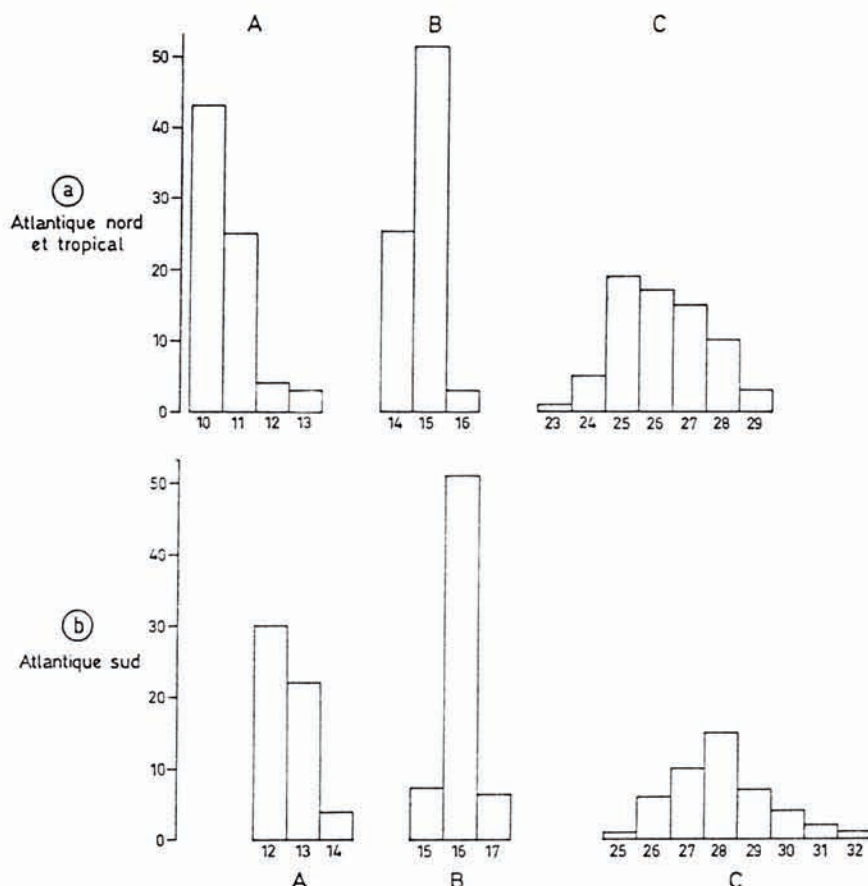 A B C
50
40
30
20
10
0
a
Atlantique nord
et tropical
10 11 12 13 14 15 16 23 24 25 26 27 28 29
50
40
30
20
10
0
b
Atlantique sud
12 13 14 15 16 17 25 26 27 28 29 30 31 32
A B C